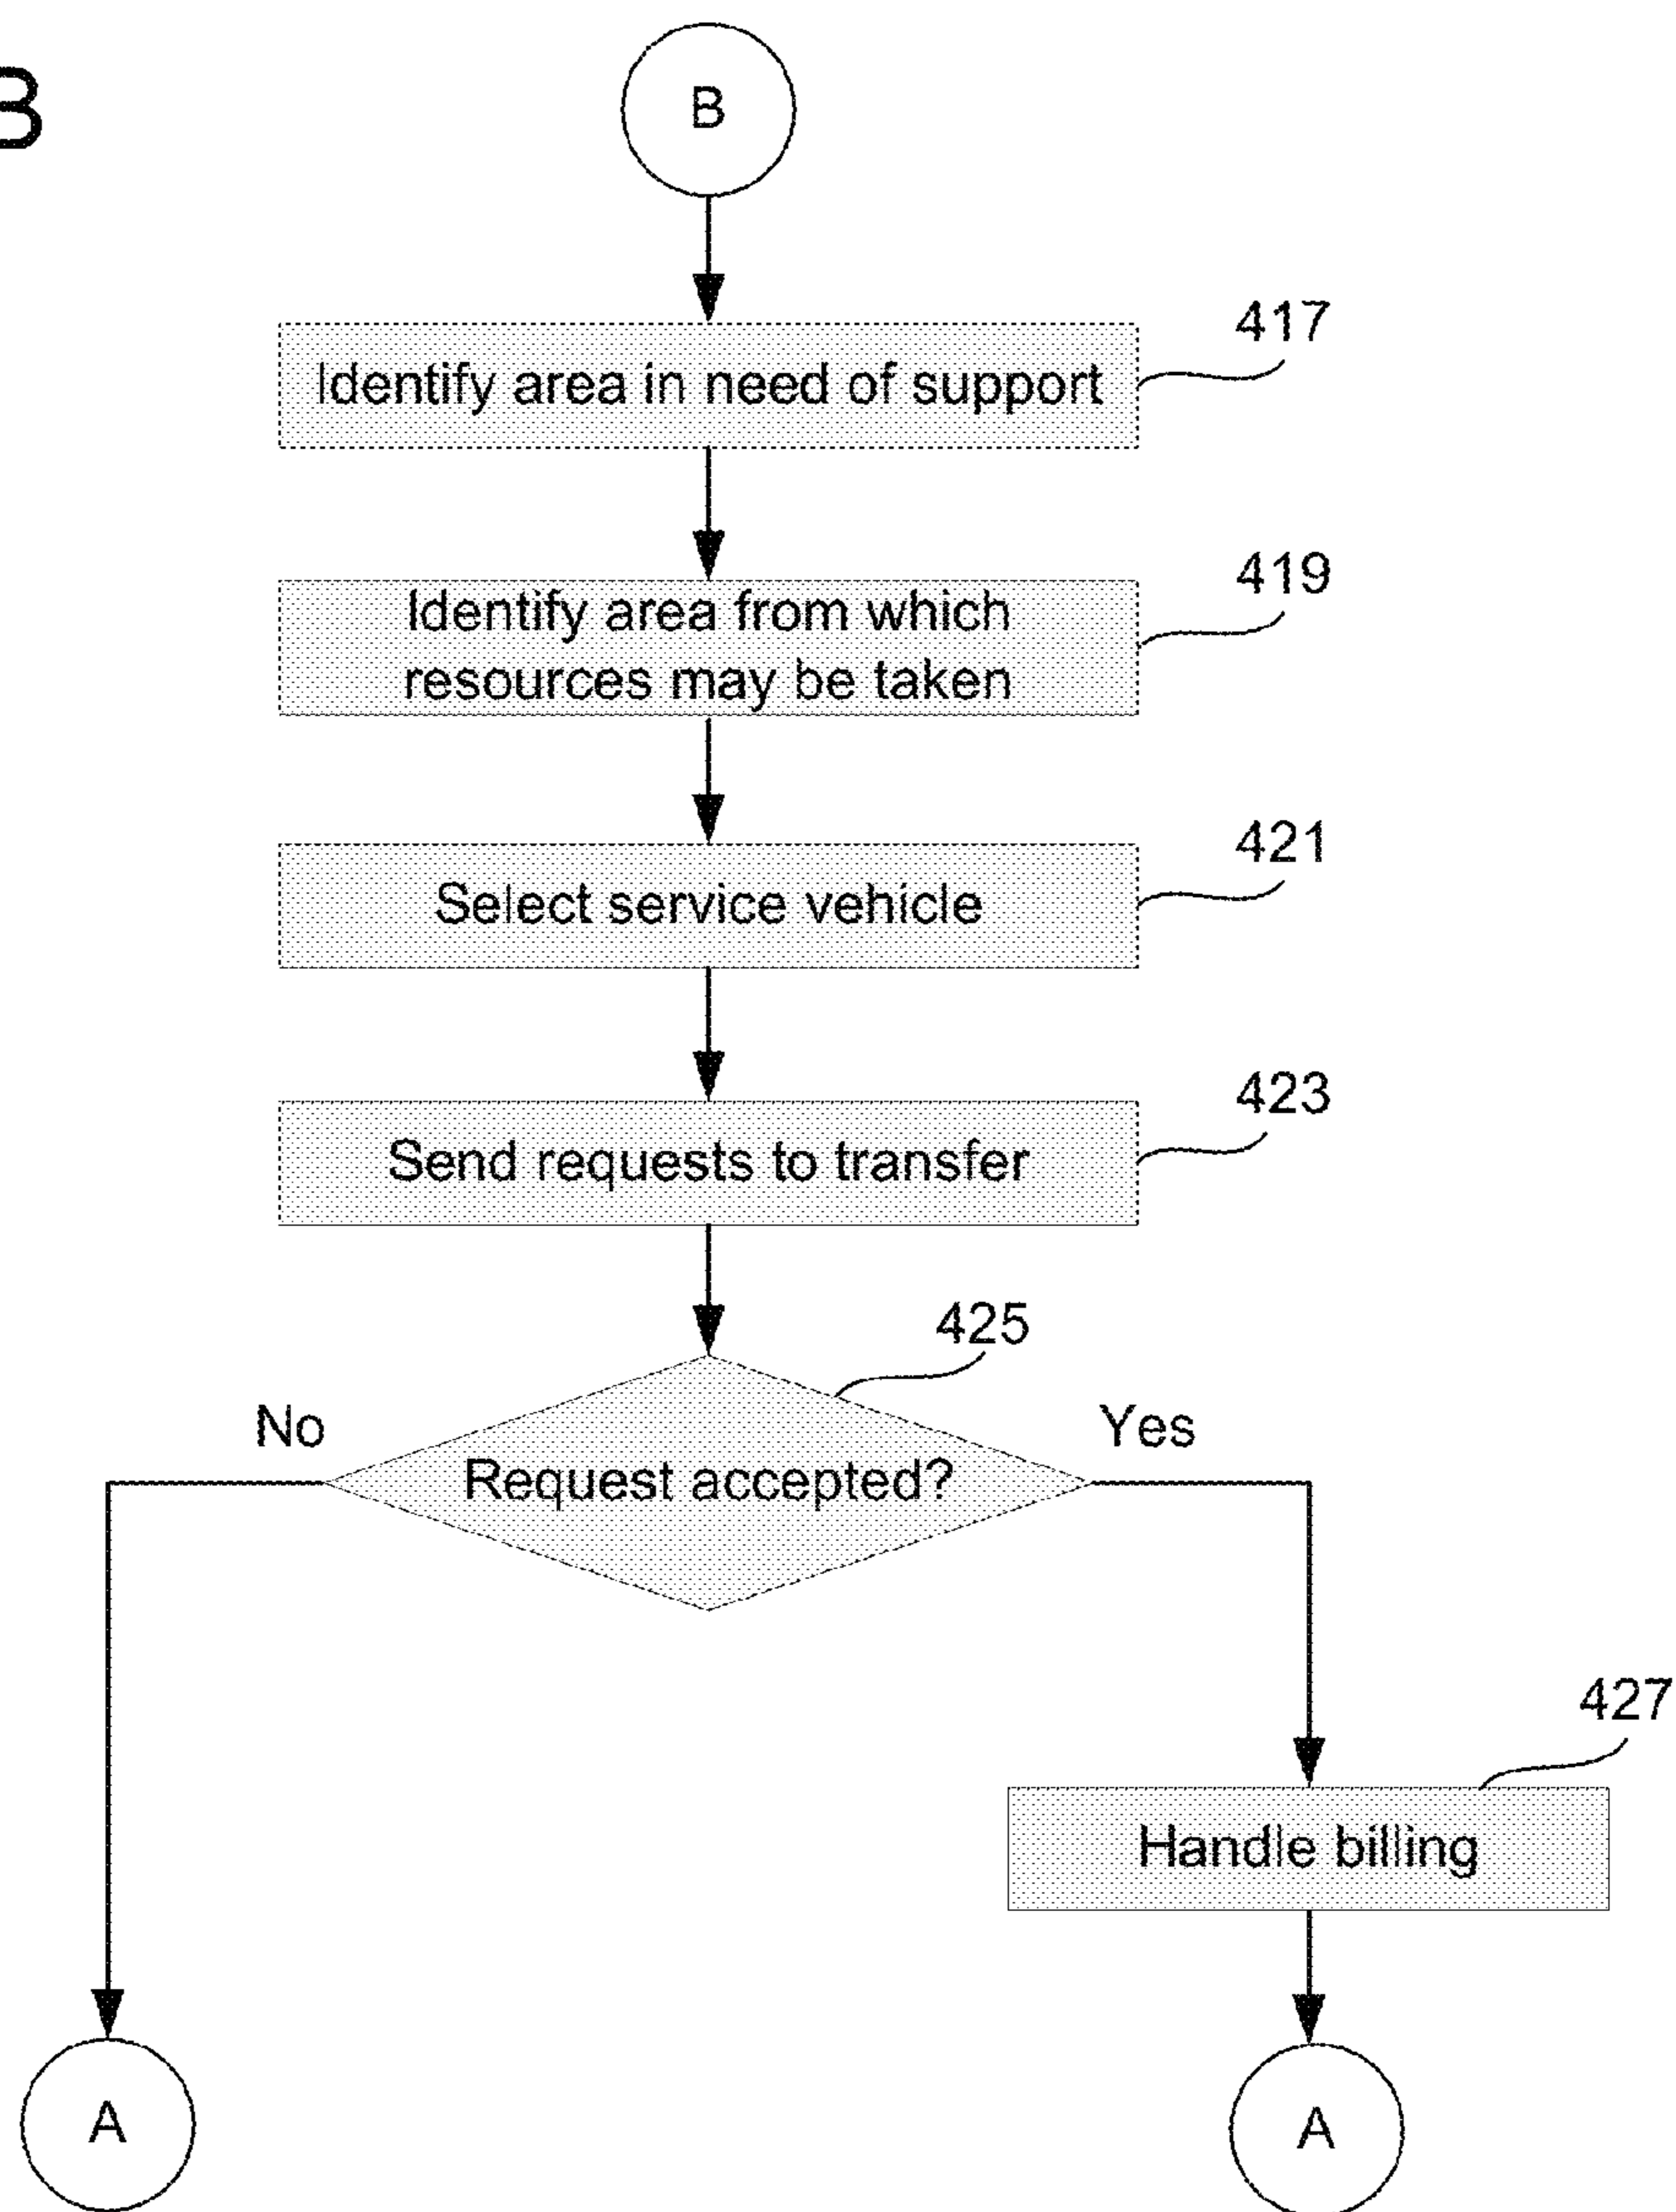 B
B
417
Identify area in need of support
419
Identify area from which
resources may be taken
421
Select service vehicle
423
Send requests to transfer
425
No
Yes
Request accepted?
427
Handle billing
A
A